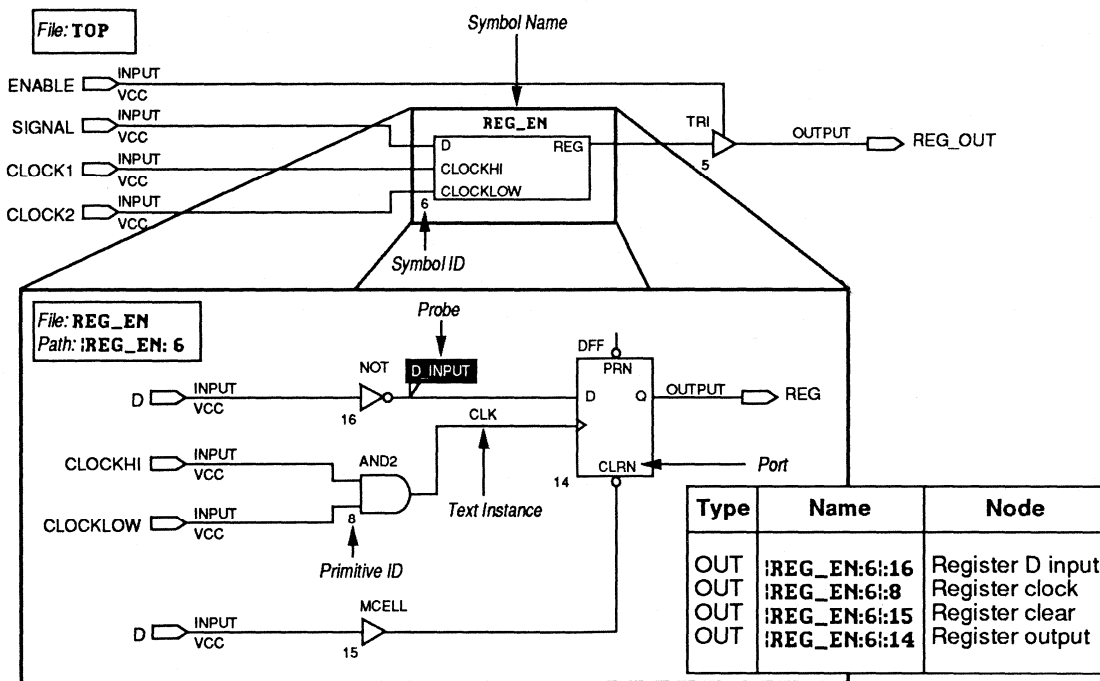 Symbol Name
File: TOP
ENABLE INPUT VCC
SIGNAL INPUT VCC
CLOCK1 INPUT VCC
CLOCK2 INPUT VCC
REG_EN
D REG
CLOCKHI
CLOCKLOW
6
TRI
5
OUTPUT REG_OUT
Symbol ID
File: REG_EN
Path: ¦REG_EN: 6
Probe
D INPUT VCC
NOT
16
D_INPUT
DFF
PRN
D Q
CLRN
14
OUTPUT REG
CLK
Text Instance
Port
CLOCKHI INPUT VCC
CLOCKLOW INPUT VCC
AND2
8
Primitive ID
D INPUT VCC
MCELL
15
Type Name Node
OUT ¦REG_EN:6¦:16 Register D input
OUT ¦REG_EN:6¦:8 Register clock
OUT ¦REG_EN:6¦:15 Register clear
OUT ¦REG_EN:6¦:14 Register output